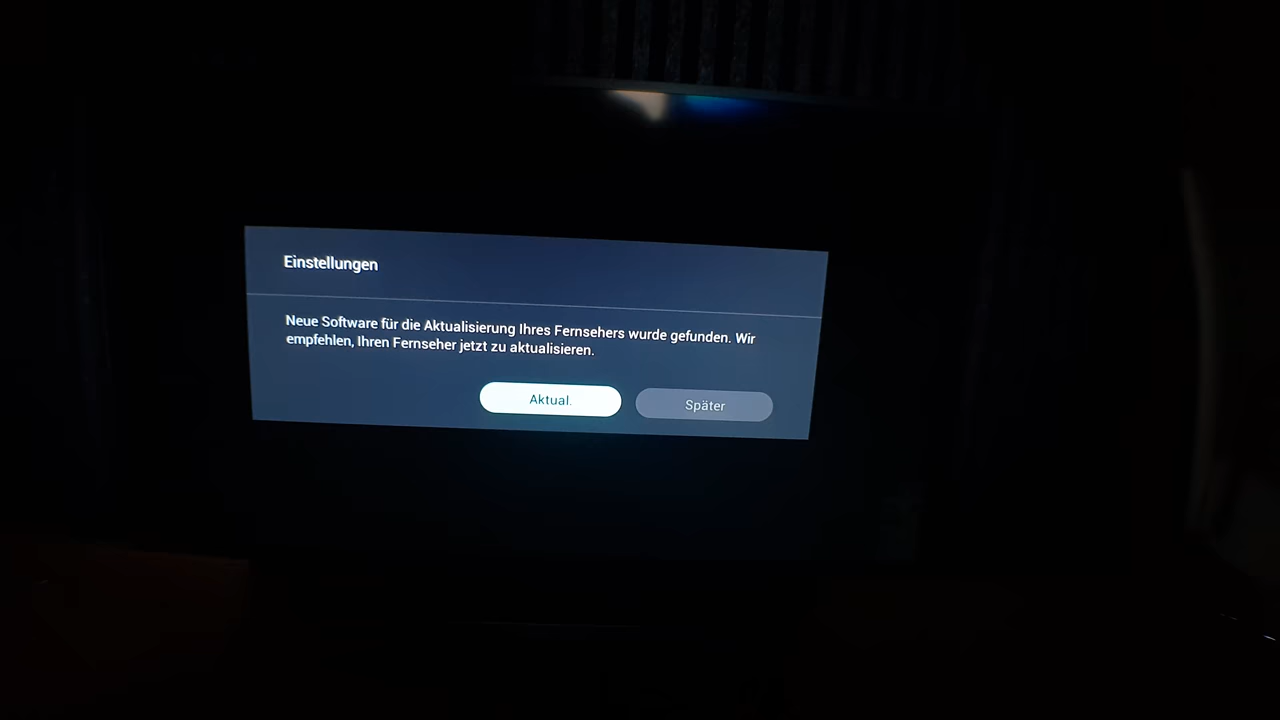 Einstellungen
Neue Software für die Aktualisierung Ihres Fernsehers wurde gefunden. Wir
empfehlen, Ihren Fernseher jetzt zu aktualisieren.
Aktual.
Später